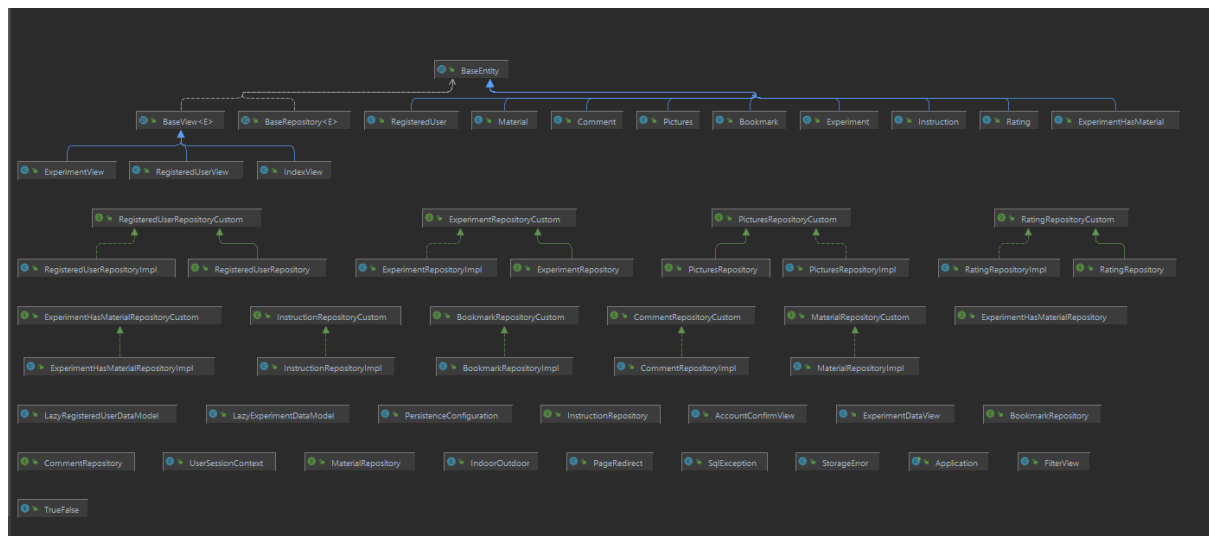 BaseEntity
BaseView<E> BaseRepository<E> RegisteredUser Material Comment Pictures Bookmark Experiment Instruction Rating ExperimentHasMaterial
ExperimentView RegisteredUserView IndexView
RegisteredUserRepositoryCustom ExperimentRepositoryCustom PicturesRepositoryCustom RatingRepositoryCustom
RegisteredUserRepositoryImpl RegisteredUserRepository ExperimentRepositoryImpl ExperimentRepository PicturesRepository PicturesRepositoryImpl RatingRepositoryImpl RatingRepository
ExperimentHasMaterialRepositoryCustom InstructionRepositoryCustom BookmarkRepositoryCustom CommentRepositoryCustom MaterialRepositoryCustom ExperimentHasMaterialRepository
ExperimentHasMaterialRepositoryImpl InstructionRepositoryImpl BookmarkRepositoryImpl CommentRepositoryImpl MaterialRepositoryImpl
LazyRegisteredUserDataModel LazyExperimentDataModel PersistenceConfiguration InstructionRepository AccountConfirmView ExperimentDataView BookmarkRepository
CommentRepository UserSessionContext MaterialRepository IndoorOutdoor PageRedirect SqlException StorageError Application FilterView
TrueFalse